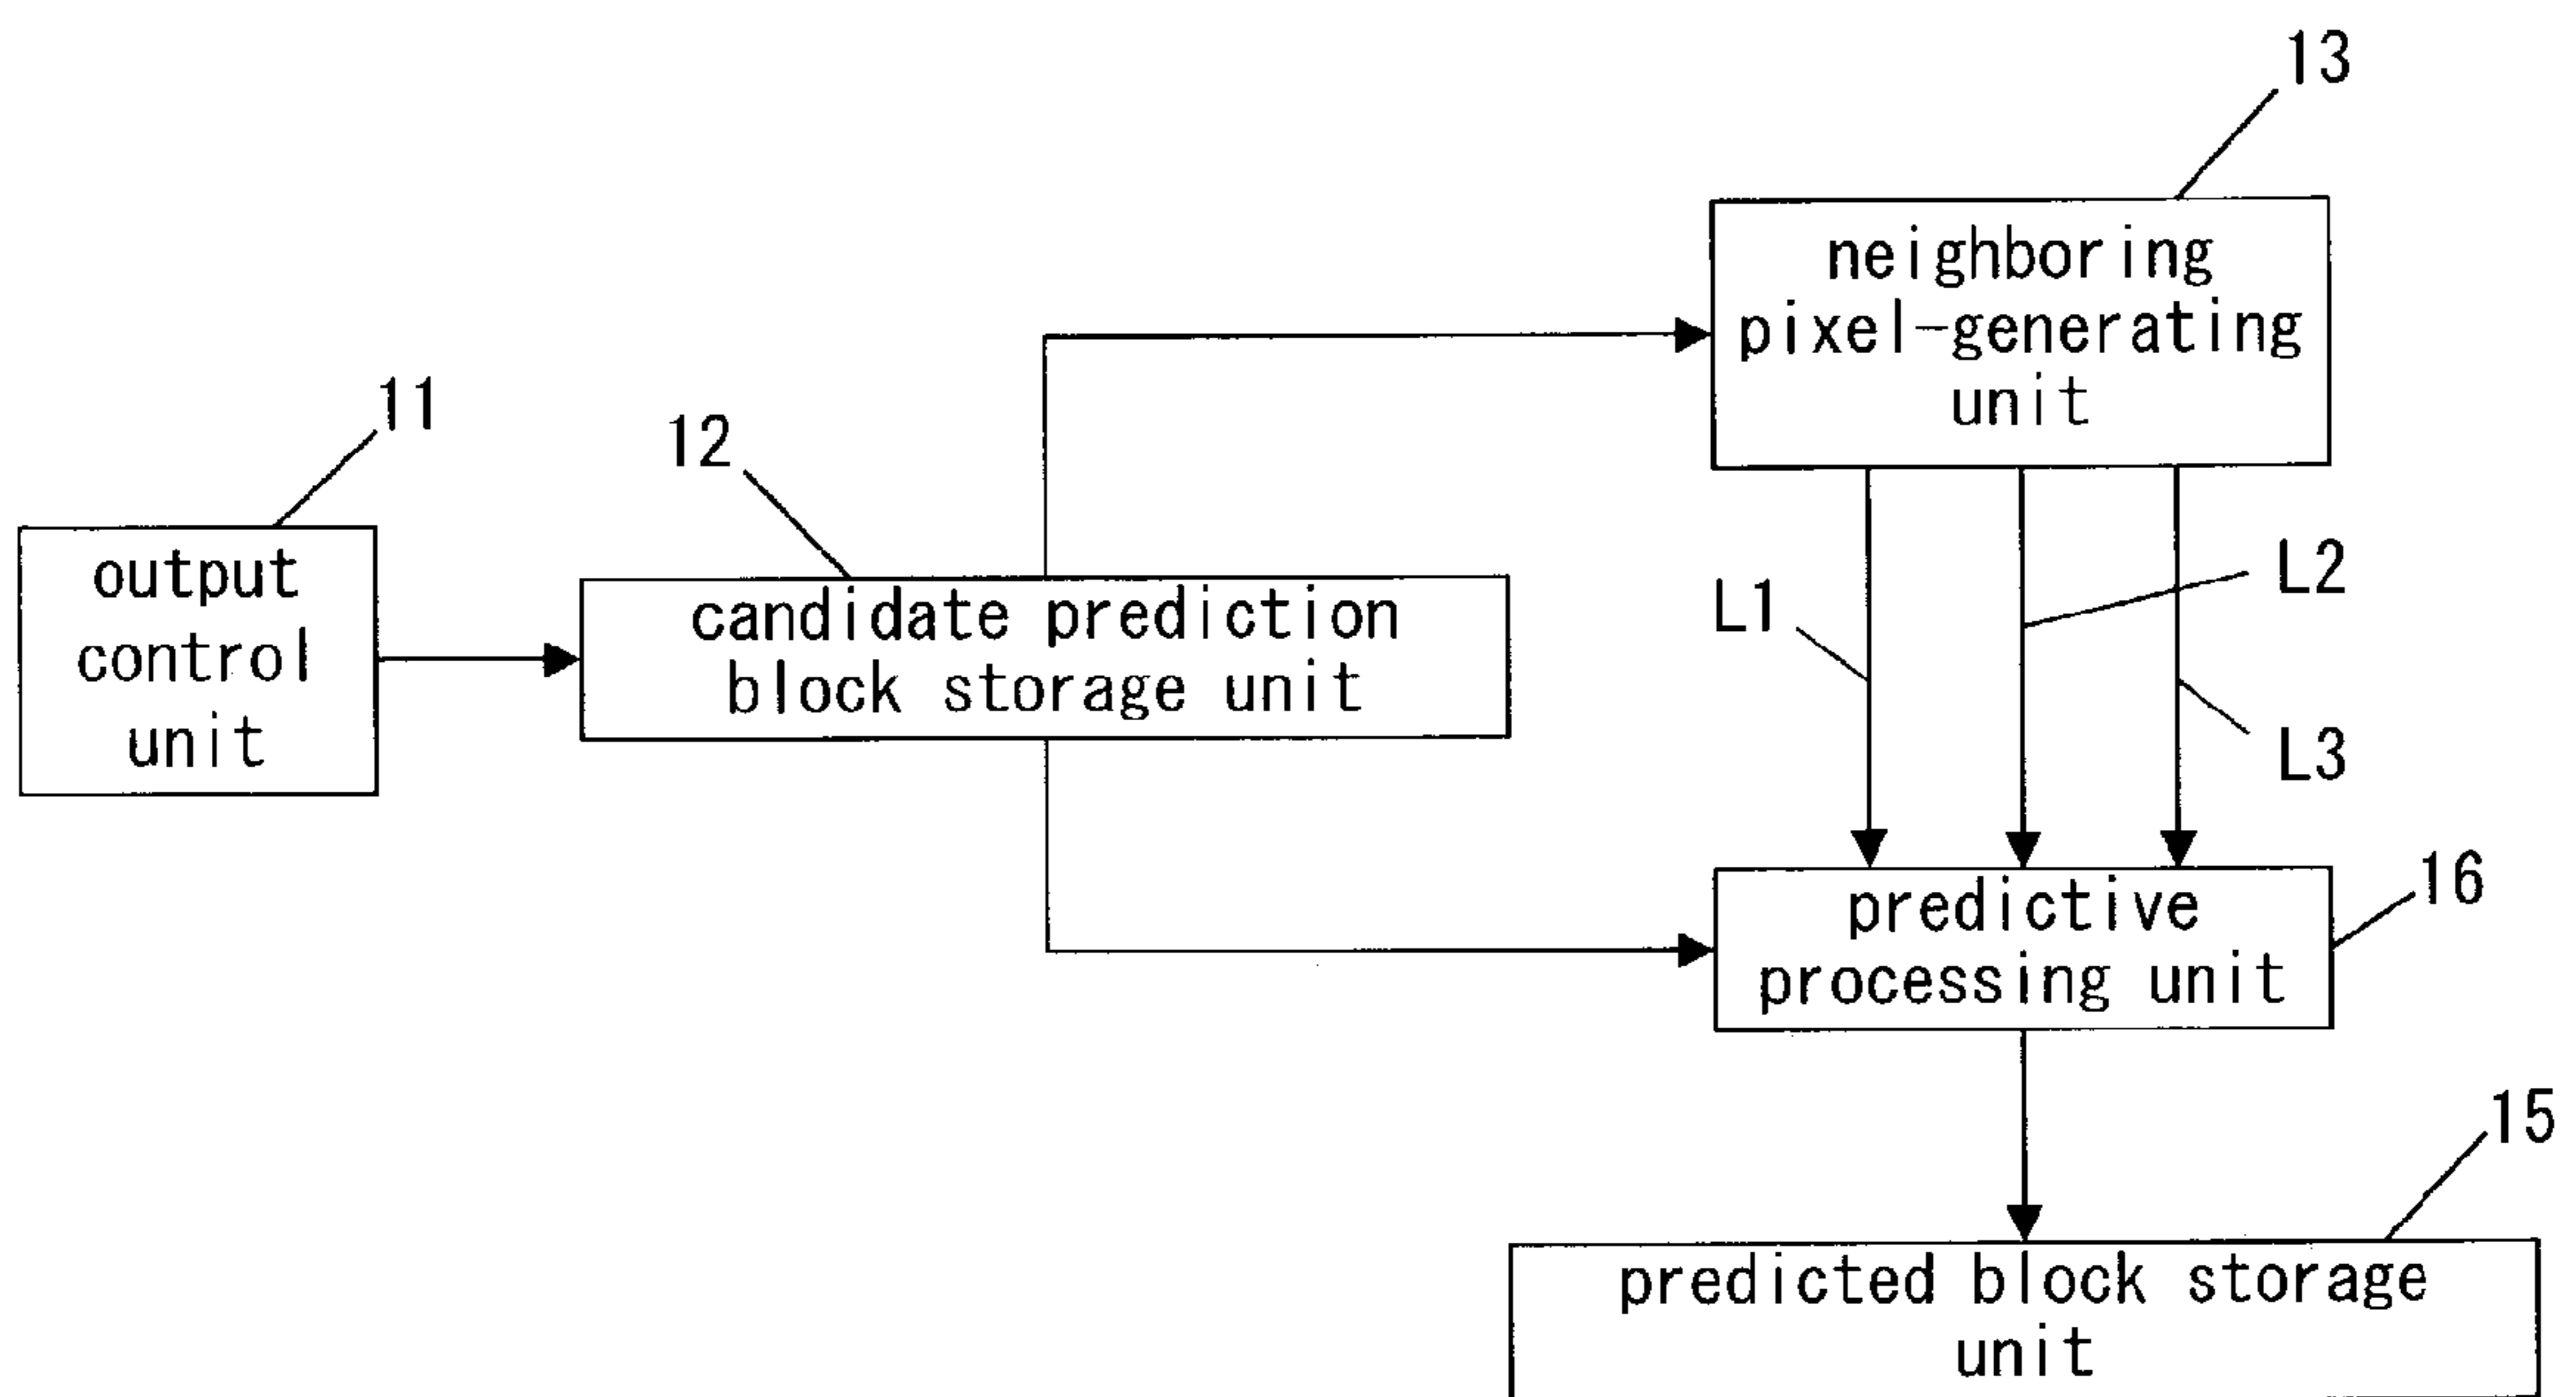 13
neighboring
pixel-generating
unit
11
output
control
unit
12
candidate prediction
block storage unit
L1
L2
L3
predictive
processing unit
16
15
predicted block storage
unit